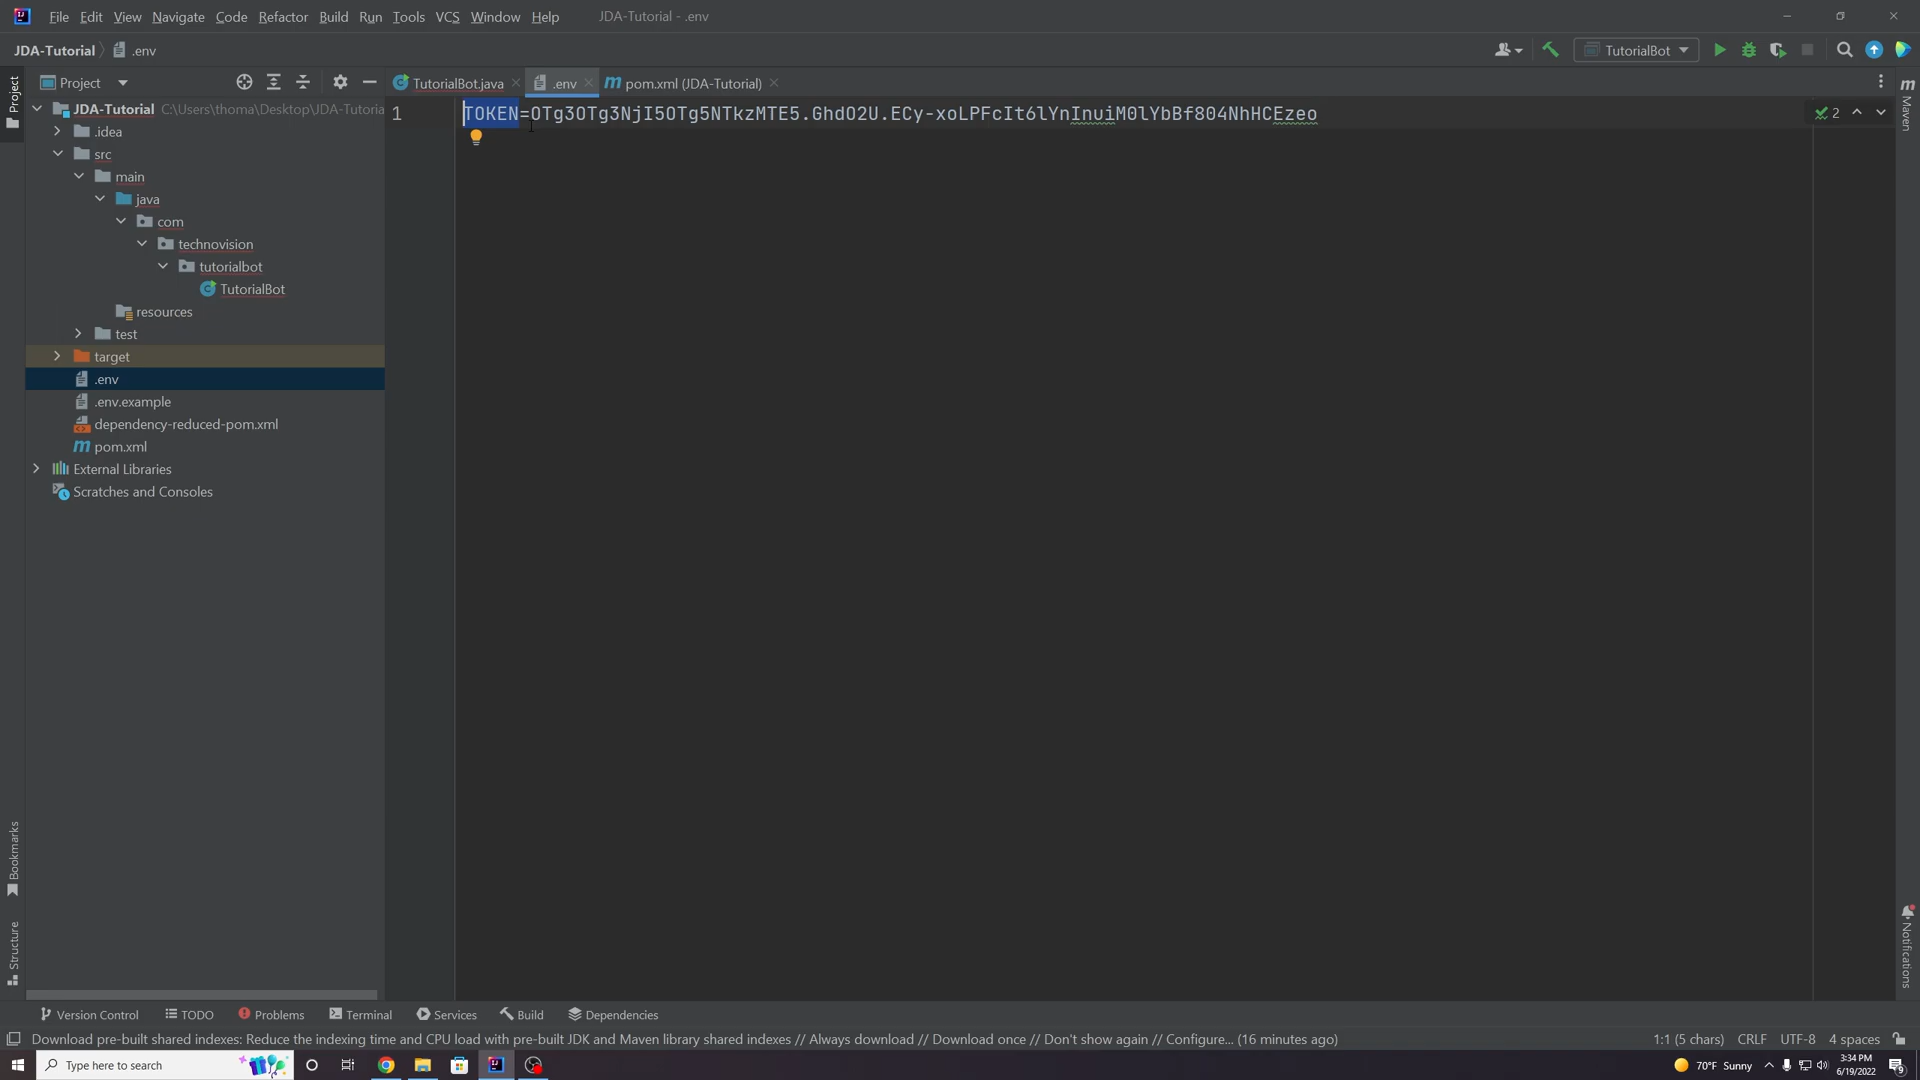 File Edit View Navigate Code Refactor Build Run Tools VCS Window Help JDA-Tutorial - .env
JDA-Tutorial .env TutorialBot
Project TutorialBot.java .env pom.xml (JDA-Tutorial)
Project
Maven
JDA-Tutorial C:\Users\thoma\Desktop\JDA-Tutoria
1 TOKEN=OTg3OTg3NjI5OTg5NTkzMTE5.GhdO2U.ECy-xoLPFcIt6lYnInuiM0lYbBf804NhHCEzeo 2
.idea
src
main
java
com
technovision
tutorialbot
TutorialBot
resources
test
target
.env
.env.example
dependency-reduced-pom.xml
pom.xml
External Libraries
Scratches and Consoles
Bookmarks
Structure
Notifications
Version Control TODO Problems Terminal Services Build Dependencies
Download pre-built shared indexes: Reduce the indexing time and CPU load with pre-built JDK and Maven library shared indexes // Always download // Download once // Don't show again // Configure... (16 minutes ago) 1:1 (5 chars) CRLF UTF-8 4 spaces
Type here to search 70°F Sunny 3:34 PM
6/19/2022